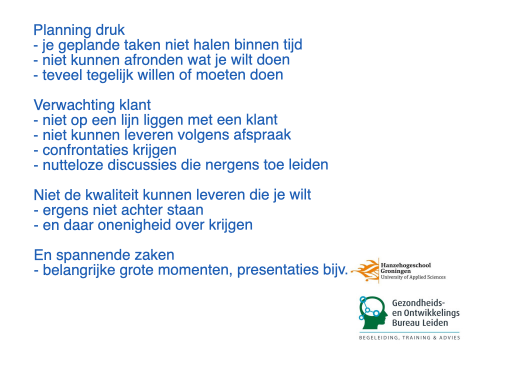 Planning druk
- je geplande taken niet halen binnen tijd
- niet kunnen afronden wat je wilt doen
- teveel tegelijk willen of moeten doen
Verwachting klant
- niet op een lijn liggen met een klant
- niet kunnen leveren volgens afspraak
- confrontaties krijgen
- nutteloze discussies die nergens toe leiden
Niet de kwaliteit kunnen leveren die je wilt
- ergens niet achter staan
- en daar onenigheid over krijgen
En spannende zaken
- belangrijke grote momenten, presentaties bijv.
Hanzehogeschool
Groningen
University of Applied Sciences
Gezondheids-
en Ontwikkelings
Bureau Leiden
BEGELEIDING, TRAINING & ADVIES